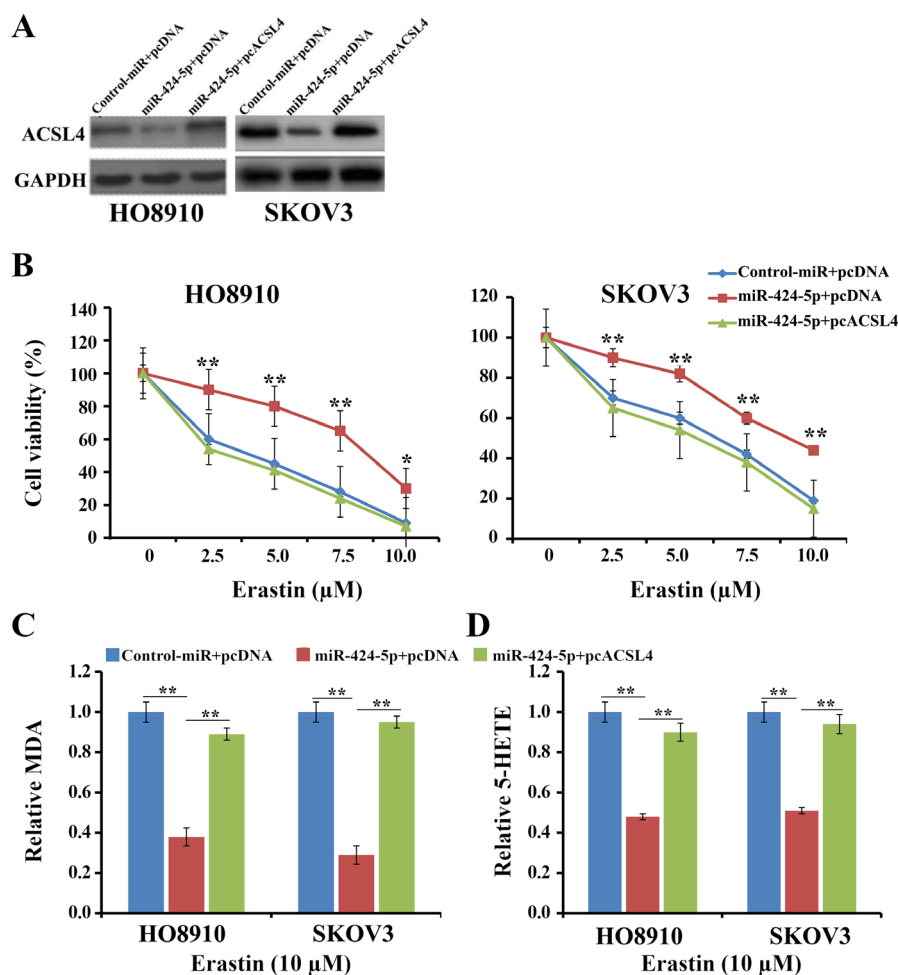 A
Control-miR+pcDNA
miR-424-5p+pcDNA
miR-424-5p+pcACSL4
Control-miR+pcDNA
miR-424-5p+pcDNA
miR-424-5p+pcACSL4
ACSL4
GAPDH
HO8910
SKOV3
B
HO8910
Cell viability (%)
160
140
120
100
80
60
40
20
0
**
**
**
*
0
2.5
5.0
7.5
10.0
Erastin (µM)
SKOV3
Control-miR+pcDNA
miR-424-5p+pcDNA
miR-424-5p+pcACSL4
120
100
80
60
40
20
0
**
**
**
**
0
2.5
5.0
7.5
10.0
Erastin (µM)
C
D
Control-miR+pcDNA
miR-424-5p+pcDNA
miR-424-5p+pcACSL4
Relative MDA
1.2
1.0
0.8
0.6
0.4
0.2
0.0
**
**
**
**
HO8910
SKOV3
Erastin (10 µM)
Relative 5-HETE
1.2
1.0
0.8
0.6
0.4
0.2
0.0
**
**
**
**
HO8910
SKOV3
Erastin (10 µM)